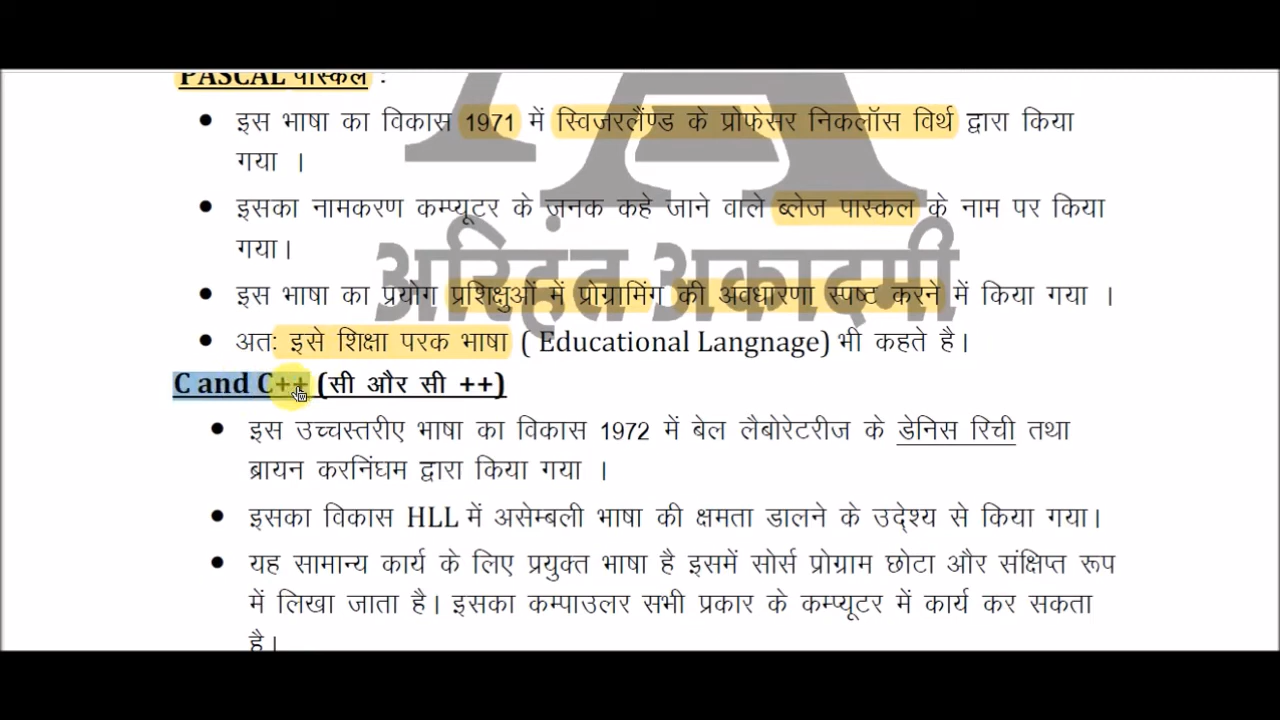 PASCAL पास्कल :
• इस भाषा का विकास 1971 में स्विजरलैंण्ड के प्रोफेसर निकलॉस विर्थ द्वारा किया
गया ।
• इसका नामकरण कम्प्यूटर के जनक कहे जाने वाले ब्लेज पास्कल के नाम पर किया
गया।
अरिहंत अकादमी
• इस भाषा का प्रयोग प्रशिक्षुओं में प्रोग्रामिंग की अवधारणा स्पष्ट करने में किया गया ।
• अतः इसे शिक्षा परक भाषा ( Educational Langnage) भी कहते है।
C and C++ (सी और सी ++)
• इस उच्चस्तरीए भाषा का विकास 1972 में बेल लैबोरेटरीज के डेनिस रिची तथा
ब्रायन करनिंघम द्वारा किया गया ।
• इसका विकास HLL में असेम्बली भाषा की क्षमता डालने के उद्देश्य से किया गया।
• यह सामान्य कार्य के लिए प्रयुक्त भाषा है इसमें सोर्स प्रोग्राम छोटा और संक्षिप्त रूप
में लिखा जाता है। इसका कम्पाउलर सभी प्रकार के कम्प्यूटर में कार्य कर सकता
है।